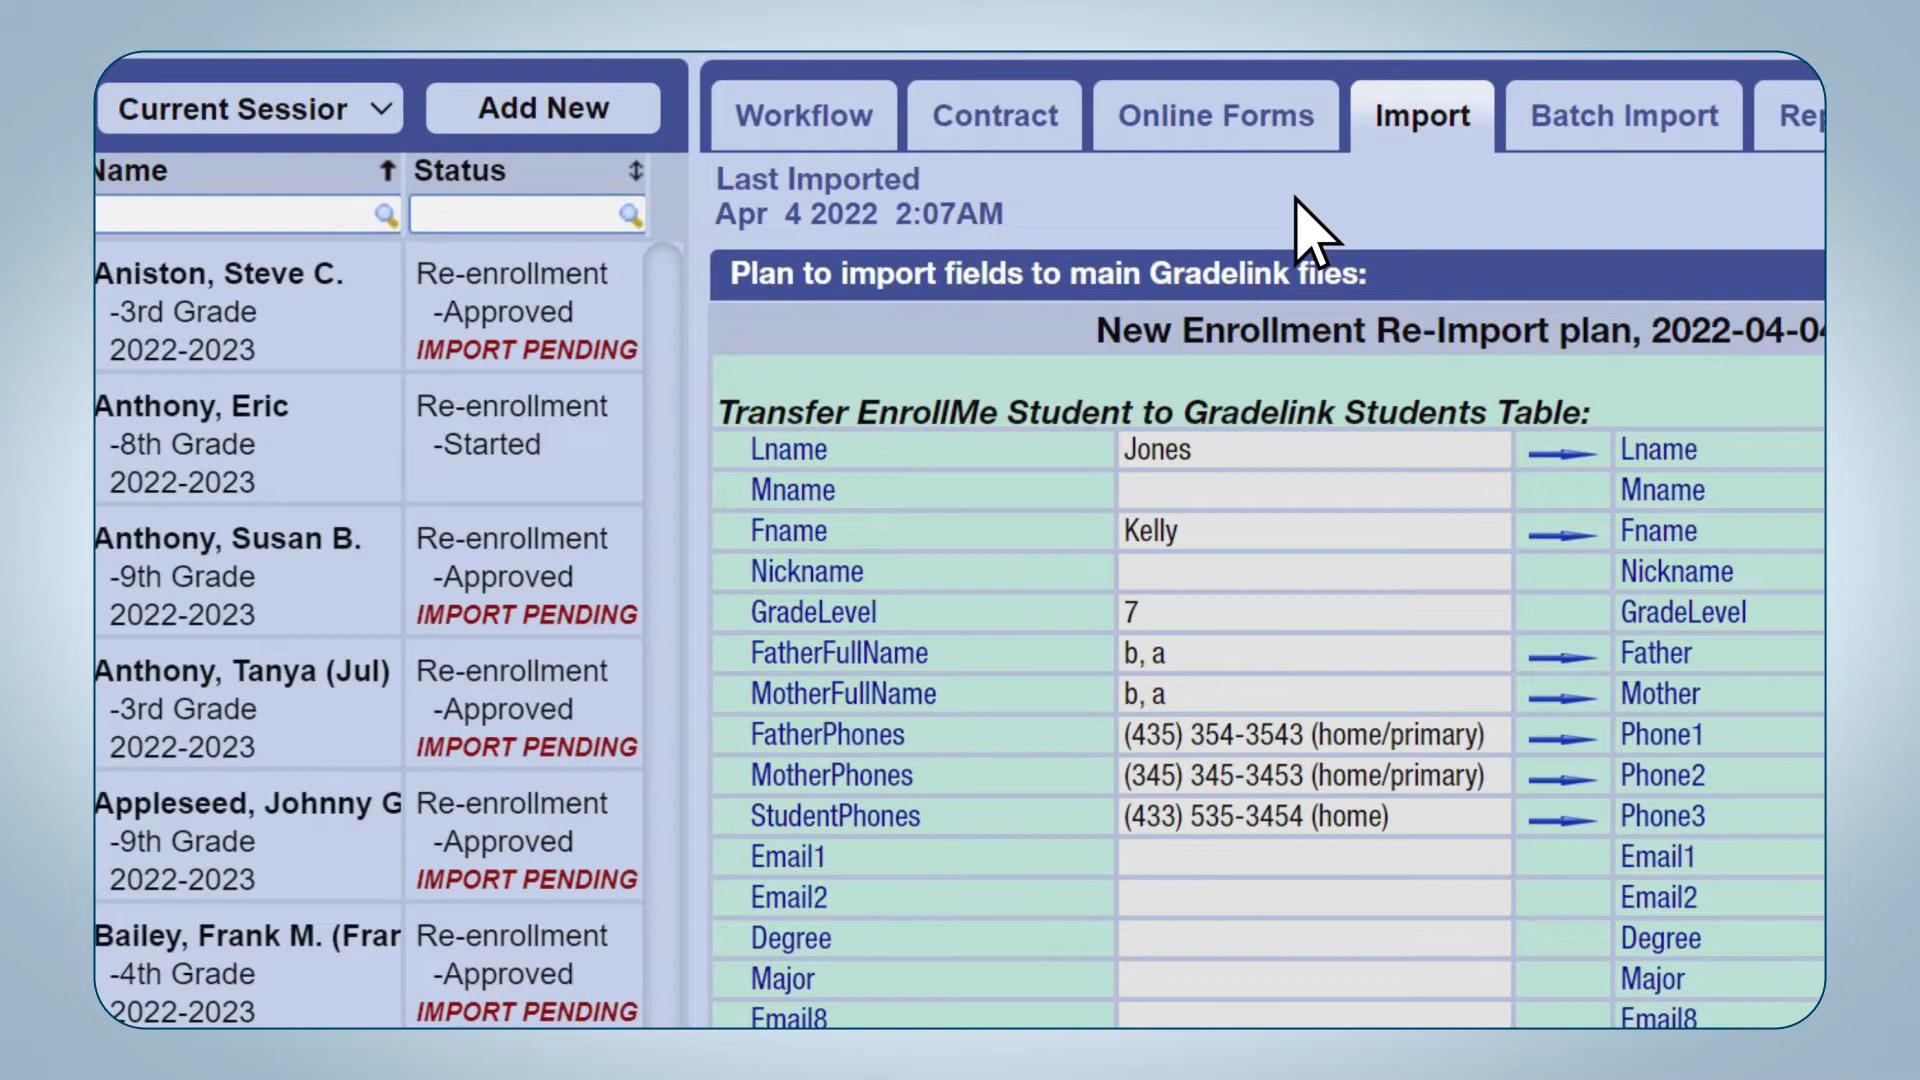 Current Session
Add New
Name
Status
Aniston, Steve C.
-3rd Grade
2022-2023
Re-enrollment
-Approved
IMPORT PENDING
Anthony, Eric
-8th Grade
2022-2023
Re-enrollment
-Started
Anthony, Susan B.
-9th Grade
2022-2023
Re-enrollment
-Approved
IMPORT PENDING
Anthony, Tanya (Jul)
-3rd Grade
2022-2023
Re-enrollment
-Approved
IMPORT PENDING
Appleseed, Johnny G
-9th Grade
2022-2023
Re-enrollment
-Approved
IMPORT PENDING
Bailey, Frank M. (Fran
-4th Grade
2022-2023
Re-enrollment
-Approved
IMPORT PENDING
Workflow
Contract
Online Forms
Import
Batch Import
Rep
Last Imported
Apr 4 2022 2:07AM
Plan to import fields to main Gradelink files:
New Enrollment Re-Import plan, 2022-04-04
Transfer EnrollMe Student to Gradelink Students Table:
Lname Jones Lname
Mname Mname
Fname Kelly Fname
Nickname Nickname
GradeLevel 7 GradeLevel
FatherFullName b, a Father
MotherFullName b, a Mother
FatherPhones (435) 354-3543 (home/primary) Phone1
MotherPhones (345) 345-3453 (home/primary) Phone2
StudentPhones (433) 535-3454 (home) Phone3
Email1 Email1
Email2 Email2
Degree Degree
Major Major
Email8 Email8